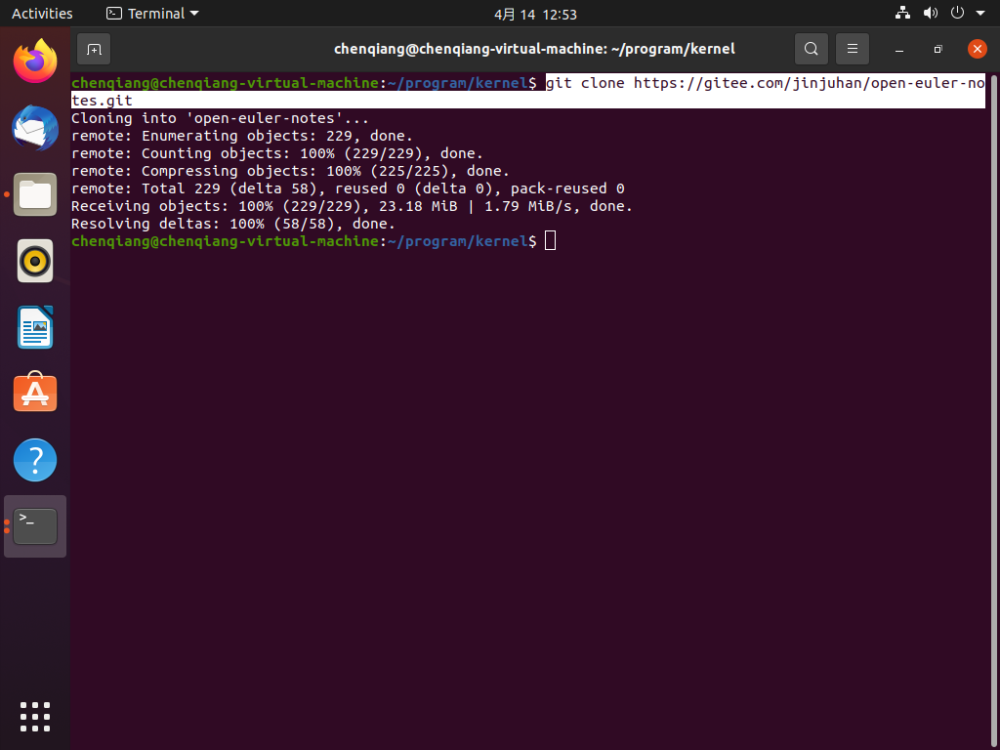 Activities
Terminal
4月 14 12:53
chenqiang@chenqiang-virtual-machine: ~/program/kernel
chenqiang@chenqiang-virtual-machine:~/program/kernel$ git clone https://gitee.com/jinjuhan/open-euler-no
tes.git
Cloning into 'open-euler-notes'...
remote: Enumerating objects: 229, done.
remote: Counting objects: 100% (229/229), done.
remote: Compressing objects: 100% (225/225), done.
remote: Total 229 (delta 58), reused 0 (delta 0), pack-reused 0
Receiving objects: 100% (229/229), 23.18 MiB | 1.79 MiB/s, done.
Resolving deltas: 100% (58/58), done.
chenqiang@chenqiang-virtual-machine:~/program/kernel$